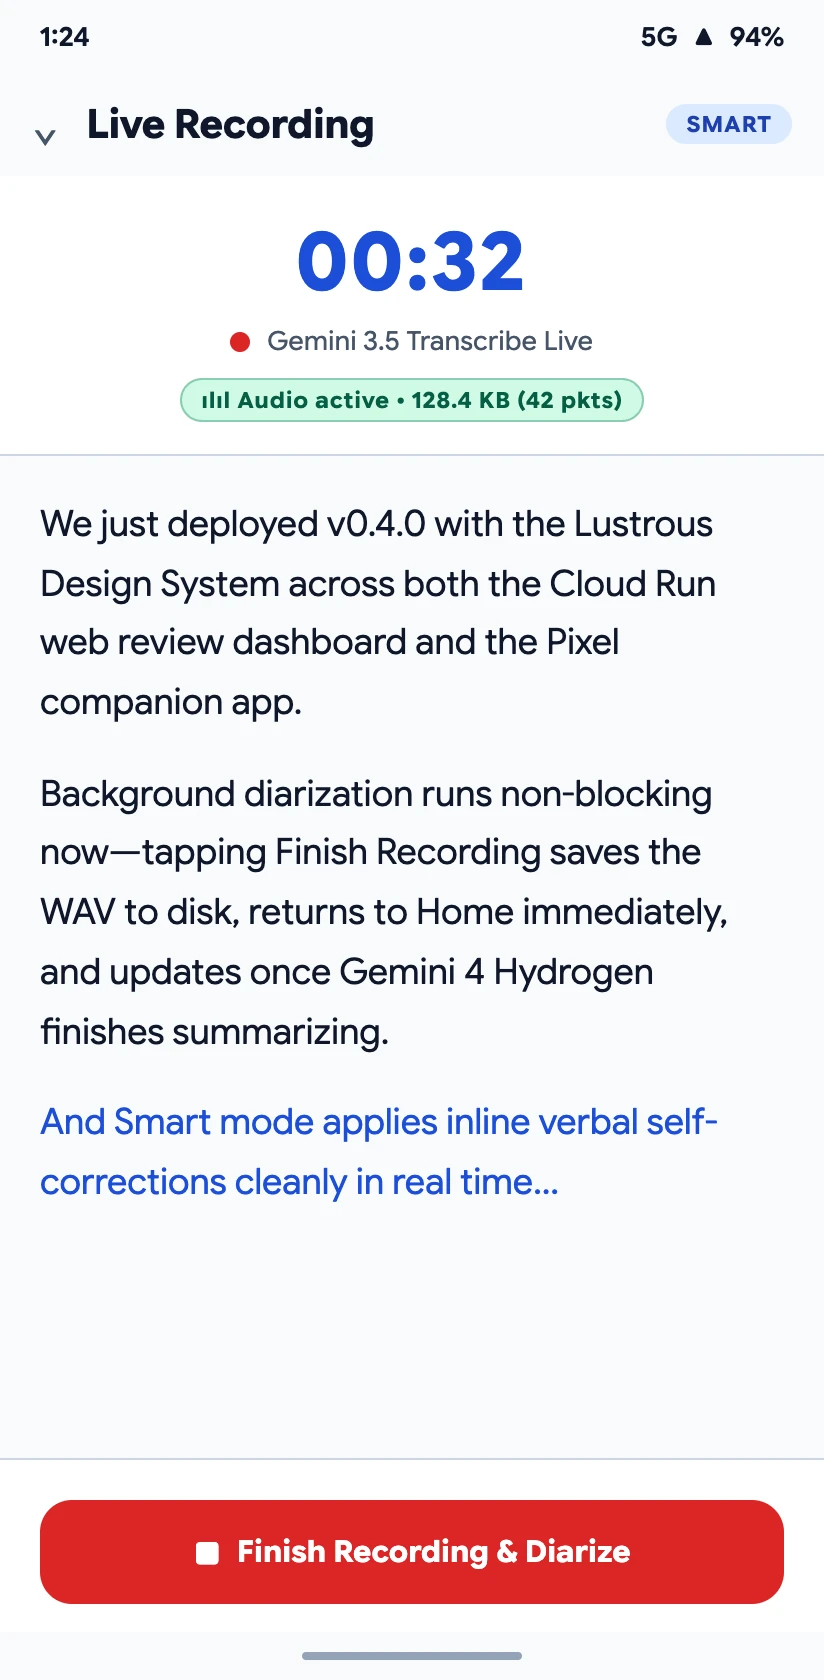 1:24
5G ▲ 94%
Live Recording
SMART
00:32
Gemini 3.5 Transcribe Live
Audio active • 128.4 KB (42 pkts)
We just deployed v0.4.0 with the Lustrous
Design System across both the Cloud Run
web review dashboard and the Pixel
companion app.
Background diarization runs non-blocking
now—tapping Finish Recording saves the
WAV to disk, returns to Home immediately,
and updates once Gemini 4 Hydrogen
finishes summarizing.
And Smart mode applies inline verbal self-
corrections cleanly in real time...
Finish Recording & Diarize